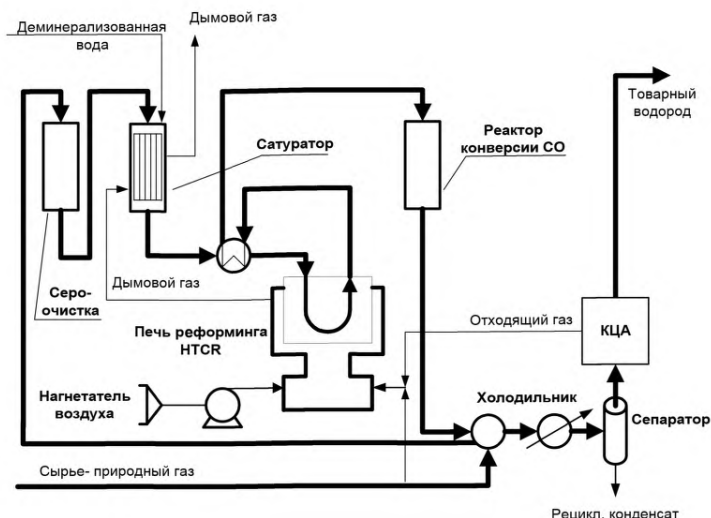 Деминерализованная
вода
Дымовой газ
Товарный
водород
Сатуратор
Реактор
конверсии CO
Серо-
очистка
Дымовой газ
Печь реформинга
HTCR
Отходящий газ
КЦА
Нагнетатель
воздуха
Холодильник
Сепаратор
Сырье- природный газ
Рецикл. конденсат